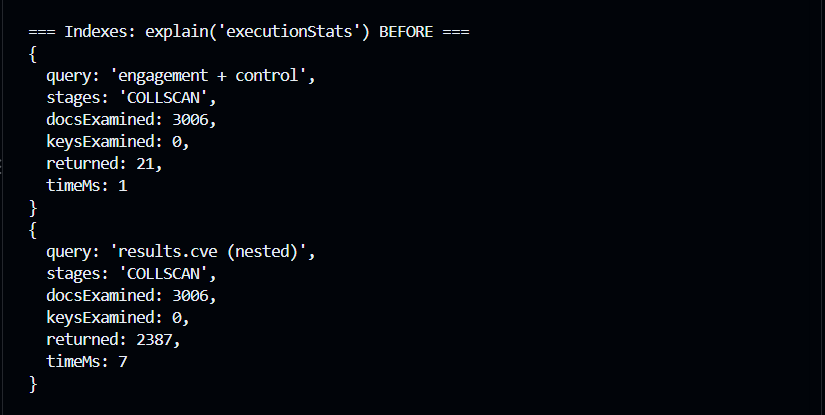 === Indexes: explain('executionStats') BEFORE ===
{
  query: 'engagement + control',
  stages: 'COLLSCAN',
  docsExamined: 3006,
  keysExamined: 0,
  returned: 21,
  timeMs: 1
}
{
  query: 'results.cve (nested)',
  stages: 'COLLSCAN',
  docsExamined: 3006,
  keysExamined: 0,
  returned: 2387,
  timeMs: 7
}